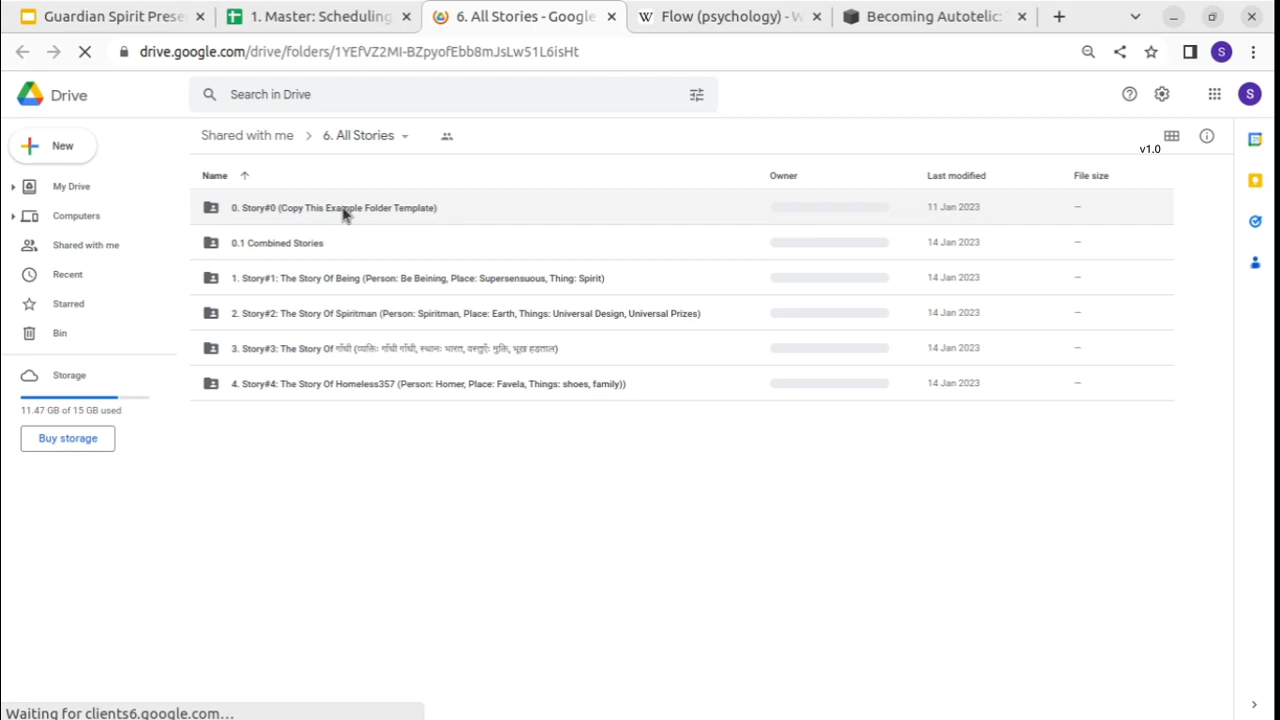 Guardian Spirit Prese
1. Master: Scheduling
6. All Stories - Google
Flow (psychology) - W
Becoming Autotelic:
drive.google.com/drive/folders/1YEfVZ2MI-BZpyofEbb8mJsLw51L6isHt
S
Drive
Search in Drive
S
New
Shared with me
6. All Stories
v1.0
Name
Owner
Last modified
File size
My Drive
Computers
Shared with me
Recent
Starred
Bin
Storage
11.47 GB of 15 GB used
Buy storage
0. Story#0 (Copy This Example Folder Template)
11 Jan 2023
–
0.1 Combined Stories
14 Jan 2023
–
1. Story#1: The Story Of Being (Person: Be Beining, Place: Supersensuous, Thing: Spirit)
14 Jan 2023
–
2. Story#2: The Story Of Spiritman (Person: Spiritman, Place: Earth, Things: Universal Design, Universal Prizes)
14 Jan 2023
–
3. Story#3: The Story Of गाँधी (व्यक्ति: गाँधी गाँधी, स्थान: भारत, वस्तुएँ: मुक्ति, भूख हड़ताल)
14 Jan 2023
–
4. Story#4: The Story Of Homeless357 (Person: Homer, Place: Favela, Things: shoes, family))
14 Jan 2023
–
Waiting for clients6.google.com...